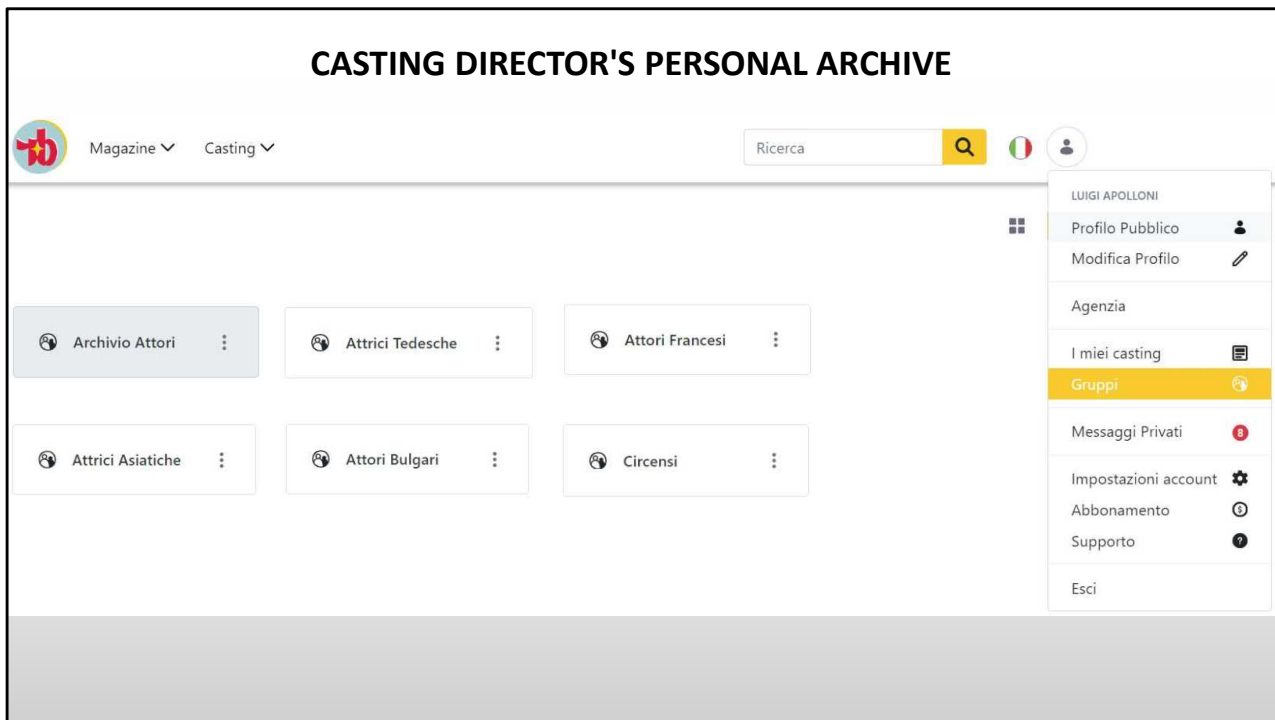 CASTING DIRECTOR'S PERSONAL ARCHIVE
Magazine Casting Ricerca
LUIGI APOLLONI
Profilo Pubblico
Modifica Profilo
Agenzia
I miei casting
Gruppi
Messaggi Privati 8
Impostazioni account
Abbonamento
Supporto
Esci
Archivio Attori Attrici Tedesche Attori Francesi
Attrici Asiatiche Attori Bulgari Circensi